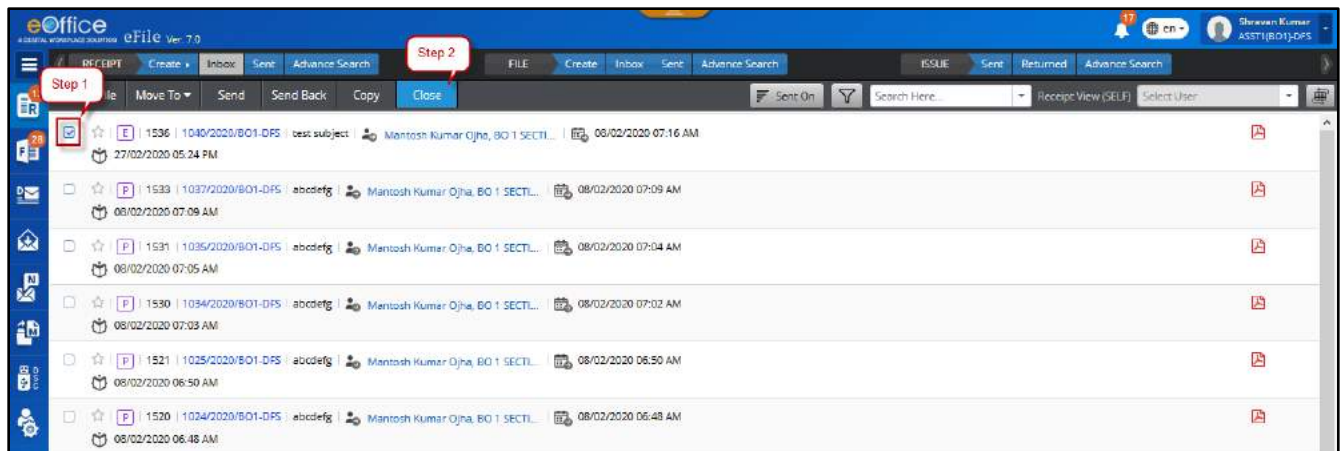 eOffice
A DIGITAL WORKPLACE SOLUTION eFile Ver. 7.0
17
en
Shravan Kumar
ASST1(BO1)-DFS
RECEIPT Create Inbox Sent Advance Search FILE Create Inbox Sent Advance Search ISSUE Sent Returned Advance Search
Step 2
Step 1
Move To Send Send Back Copy Close Sent On Search Here... Receipt View (SELF) Select User
E 1536 1040/2020/BO1-DFS test subject Mantosh Kumar Ojha, BO 1 SECTI... 08/02/2020 07:16 AM
27/02/2020 05:24 PM
P 1533 1037/2020/BO1-DFS abcdefg Mantosh Kumar Ojha, BO 1 SECTI... 08/02/2020 07:09 AM
08/02/2020 07:09 AM
P 1531 1035/2020/BO1-DFS abcdefg Mantosh Kumar Ojha, BO 1 SECTI... 08/02/2020 07:04 AM
08/02/2020 07:05 AM
P 1530 1034/2020/BO1-DFS abcdefg Mantosh Kumar Ojha, BO 1 SECTI... 08/02/2020 07:02 AM
08/02/2020 07:03 AM
P 1521 1025/2020/BO1-DFS abcdefg Mantosh Kumar Ojha, BO 1 SECTI... 08/02/2020 06:50 AM
08/02/2020 06:50 AM
P 1520 1024/2020/BO1-DFS abcdefg Mantosh Kumar Ojha, BO 1 SECTI... 08/02/2020 06:48 AM
08/02/2020 06:48 AM
R
28
F
D
N
M
DSC